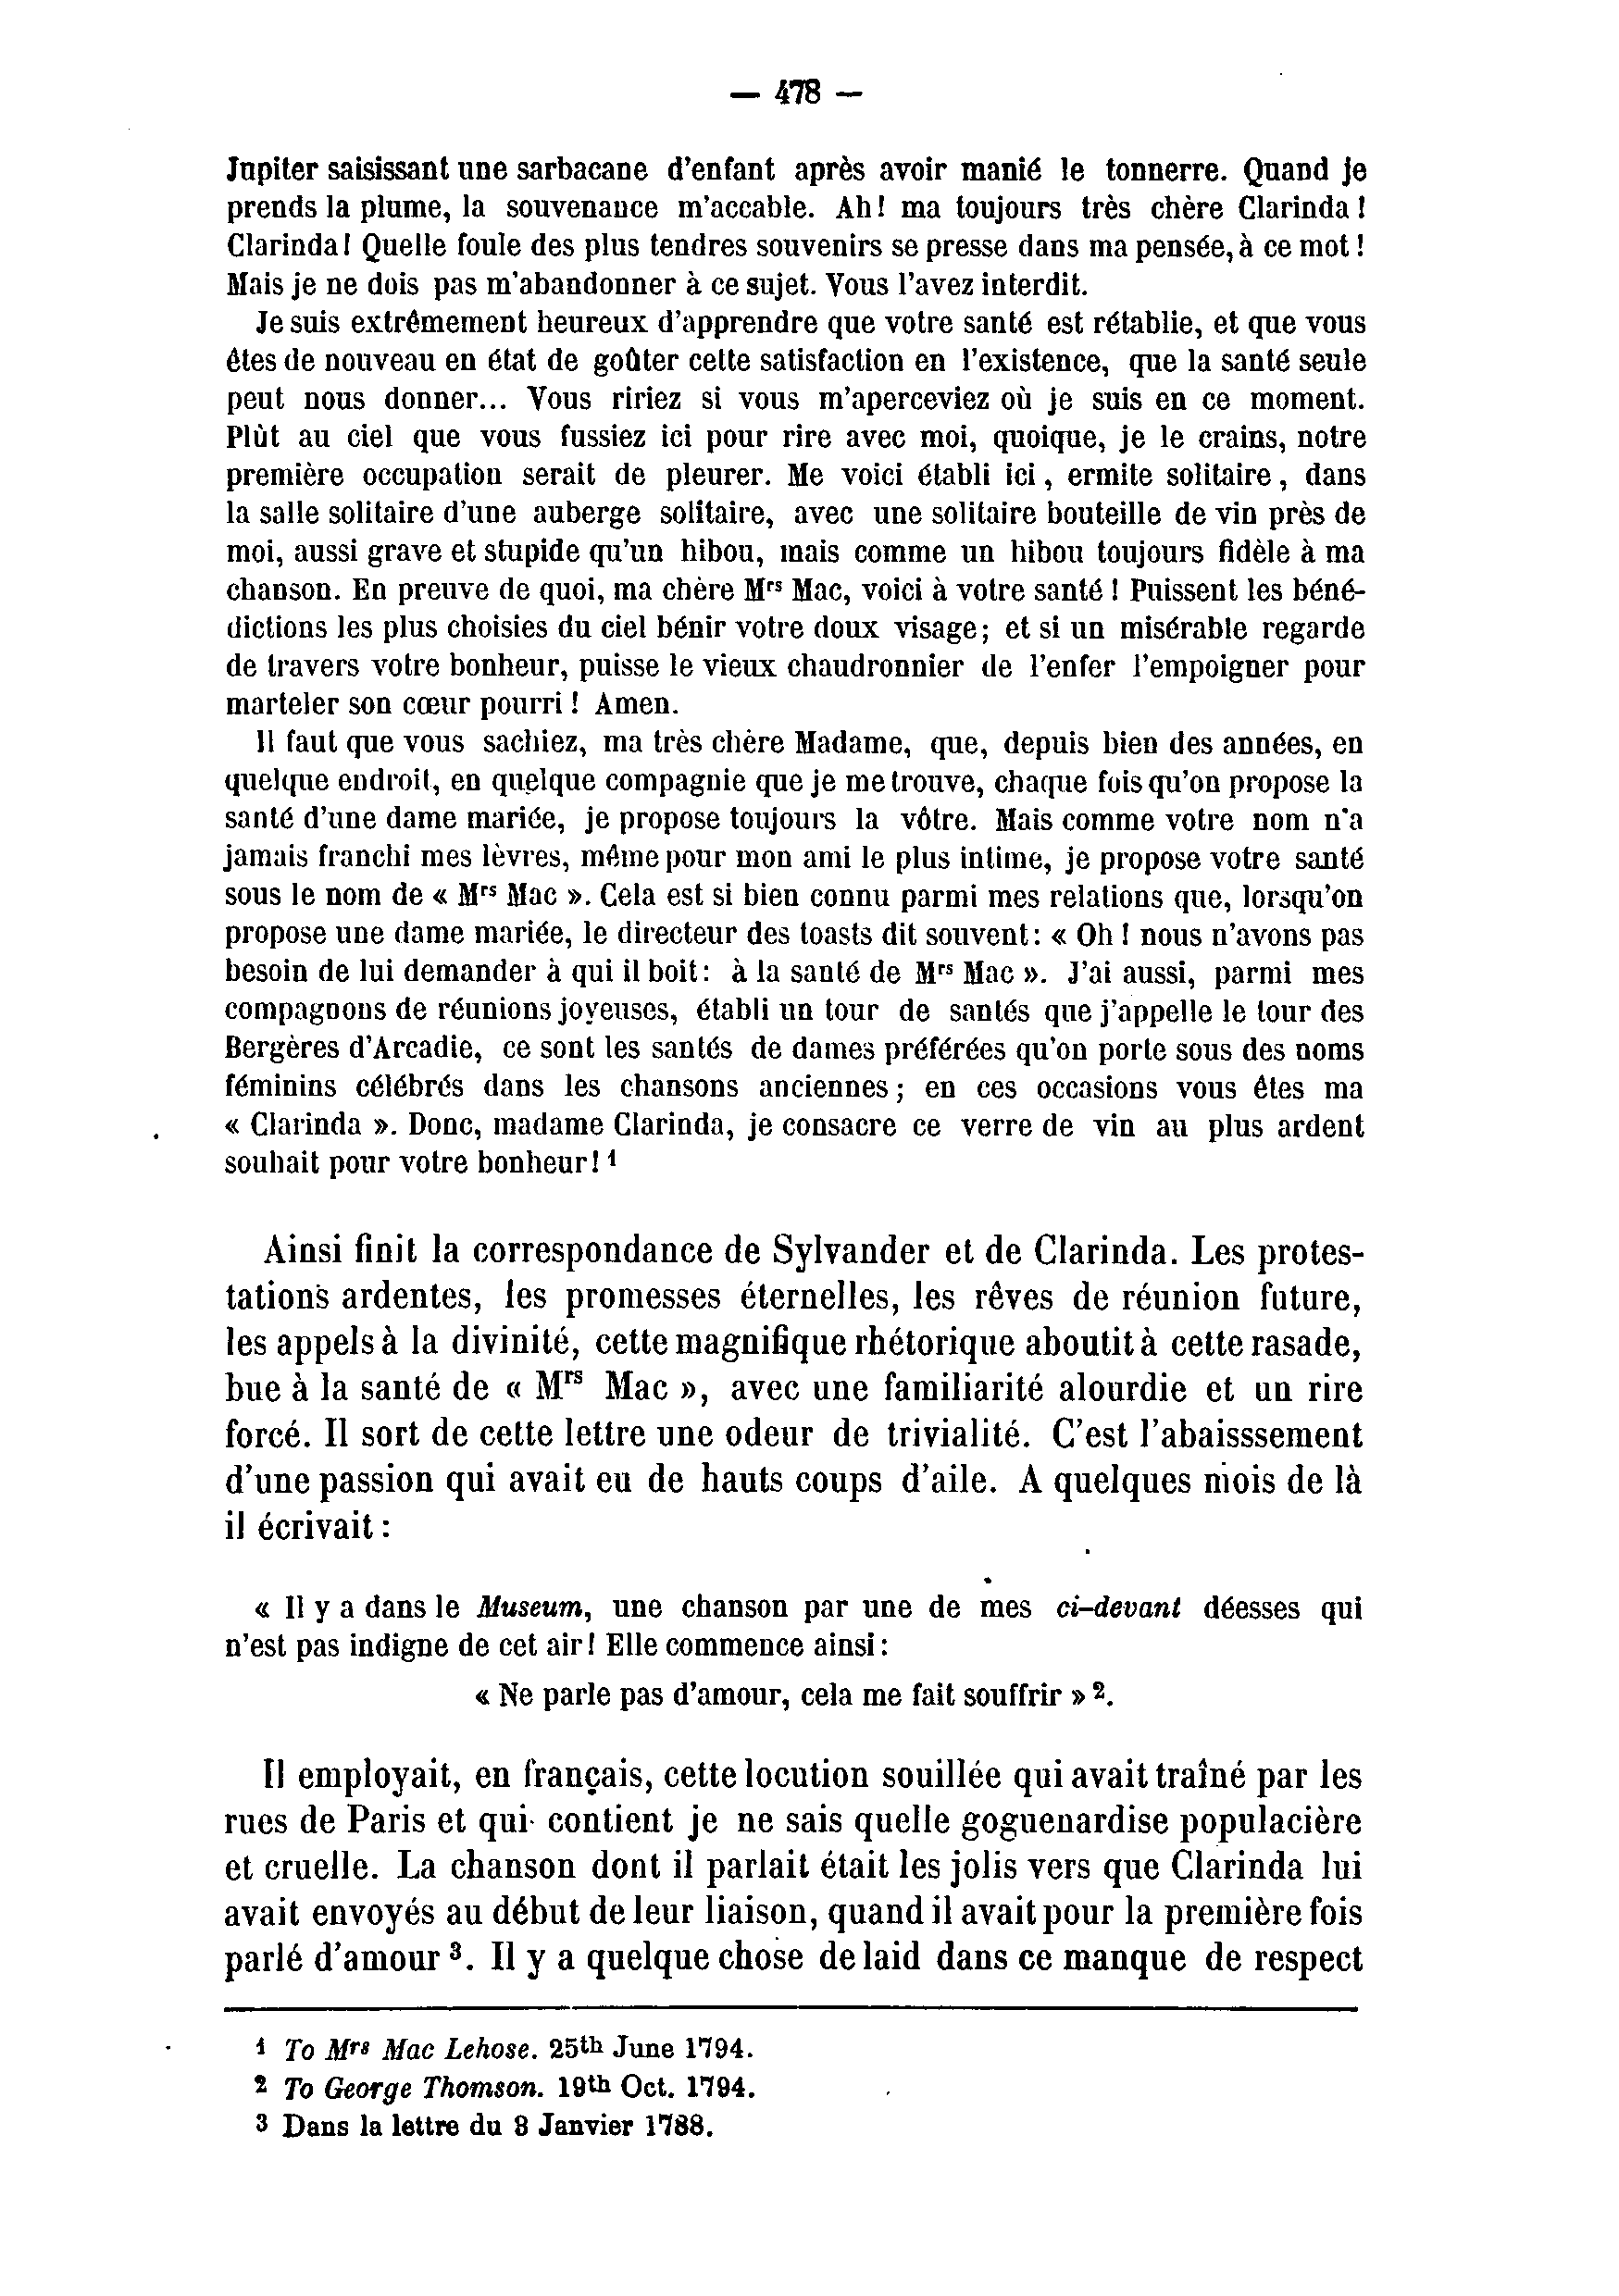 — 478 —
Jupiter saisissant une sarbacane d'enfant après avoir manié le tonnerre. Quand je
prends la plume, la souvenance m'accable. Ah! ma toujours très chère Clarinda!
Clarinda! Quelle foule des plus tendres souvenirs se presse dans ma pensée, à ce mot!
Mais je ne dois pas m'abandonner à ce sujet. Vous l'avez interdit.
Je suis extrêmement heureux d'apprendre que votre santé est rétablie, et que vous
êtes de nouveau en état de goûter cette satisfaction en l'existence, que la santé seule
peut nous donner... Vous ririez si vous m'aperceviez où je suis en ce moment.
Plût au ciel que vous fussiez ici pour rire avec moi, quoique, je le crains, notre
première occupation serait de pleurer. Me voici établi ici, ermite solitaire, dans
la salle solitaire d'une auberge solitaire, avec une solitaire bouteille de vin près de
moi, aussi grave et stupide qu'un hibou, mais comme un hibou toujours fidèle à ma
chanson. En preuve de quoi, ma chère Mrs Mac, voici à votre santé! Puissent les béné-
dictions les plus choisies du ciel bénir votre doux visage; et si un misérable regarde
de travers votre bonheur, puisse le vieux chaudronnier de l'enfer l'empoigner pour
marteler son cœur pourri! Amen.
Il faut que vous sachiez, ma très chère Madame, que, depuis bien des années, en
quelque endroit, en quelque compagnie que je me trouve, chaque fois qu'on propose la
santé d'une dame mariée, je propose toujours la vôtre. Mais comme votre nom n'a
jamais franchi mes lèvres, même pour mon ami le plus intime, je propose votre santé
sous le nom de « Mrs Mac ». Cela est si bien connu parmi mes relations que, lorsqu'on
propose une dame mariée, le directeur des toasts dit souvent: « Oh! nous n'avons pas
besoin de lui demander à qui il boit: à la santé de Mrs Mac ». J'ai aussi, parmi mes
compagnons de réunions joyeuses, établi un tour de santés que j'appelle le tour des
Bergères d'Arcadie, ce sont les santés de dames préférées qu'on porte sous des noms
féminins célébrés dans les chansons anciennes; en ces occasions vous êtes ma
« Clarinda ». Donc, madame Clarinda, je consacre ce verre de vin au plus ardent
souhait pour votre bonheur! 1
Ainsi finit la correspondance de Sylvander et de Clarinda. Les protes-
tations ardentes, les promesses éternelles, les rêves de réunion future,
les appels à la divinité, cette magnifique rhétorique aboutit à cette rasade,
bue à la santé de « Mrs Mac », avec une familiarité alourdie et un rire
forcé. Il sort de cette lettre une odeur de trivialité. C'est l'abaisssement
d'une passion qui avait eu de hauts coups d'aile. A quelques mois de là
il écrivait:
« Il y a dans le Museum, une chanson par une de mes ci-devant déesses qui
n'est pas indigne de cet air! Elle commence ainsi:
« Ne parle pas d'amour, cela me fait souffrir » 2.
Il employait, en français, cette locution souillée qui avait traîné par les
rues de Paris et qui contient je ne sais quelle goguenardise populacière
et cruelle. La chanson dont il parlait était les jolis vers que Clarinda lui
avait envoyés au début de leur liaison, quand il avait pour la première fois
parlé d'amour 3. Il y a quelque chose de laid dans ce manque de respect
1 To Mrs Mac Lehose. 25th June 1794.
2 To George Thomson. 19th Oct. 1794.
3 Dans la lettre du 8 Janvier 1788.